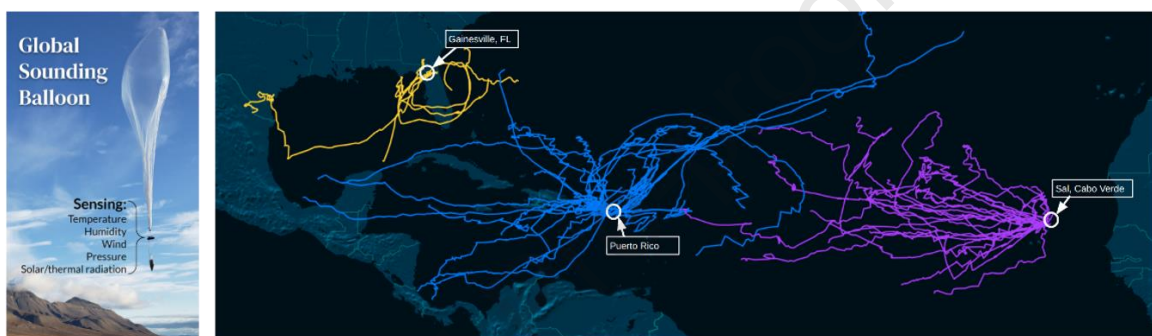 Global
Sounding
Balloon
Sensing:
Temperature
Humidity
Wind
Pressure
Solar/thermal radiation
Gainesville, FL
Puerto Rico
Sal, Cabo Verde